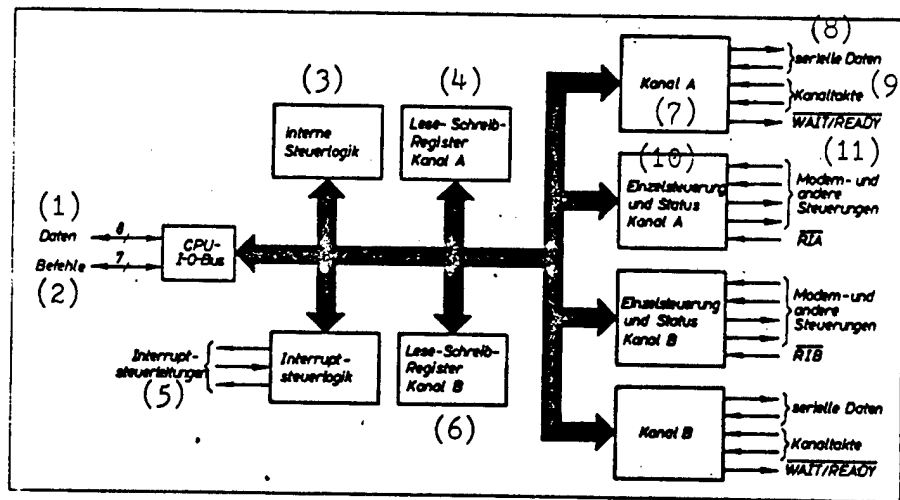 (8)
serielle Daten
(3)
(4)
Kanal A
(9)
(7)
Kanaltakte
WAIT/READY
interne
Steuerlogik
Lese-Schreib-
Register
Kanal A
(10)
(11)
Einzelsteuerung
und Status
Kanal A
Modem- und
andere
Steuerungen
RIA
(1)
Daten
8
CPU-
I-O-Bus
Befehle
7
(2)
Einzelsteuerung
und Status
Kanal B
Modem- und
andere
Steuerungen
RIB
Interrupt-
steuerleitungen
(5)
Interrupt-
steuerlogik
Lese-Schreib-
Register
Kanal B
(6)
Kanal B
serielle Daten
Kanaltakte
WAIT/READY